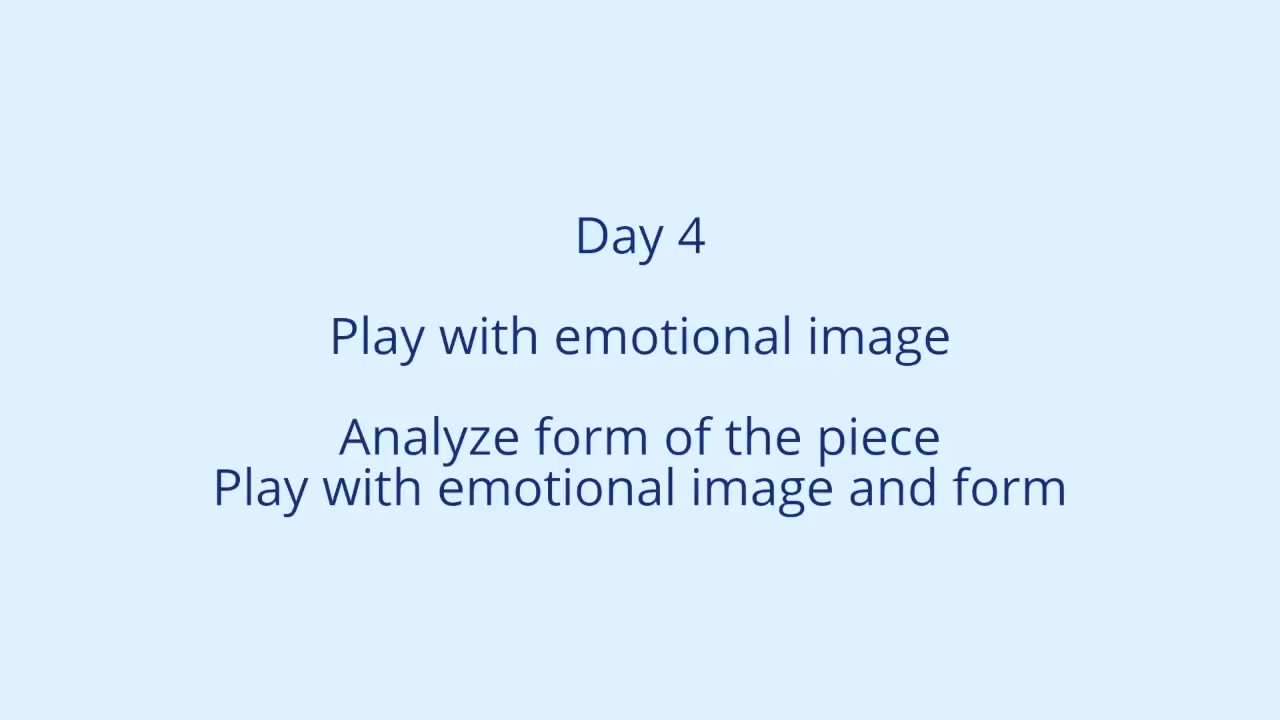 Day 4
Play with emotional image
Analyze form of the piece
Play with emotional image and form